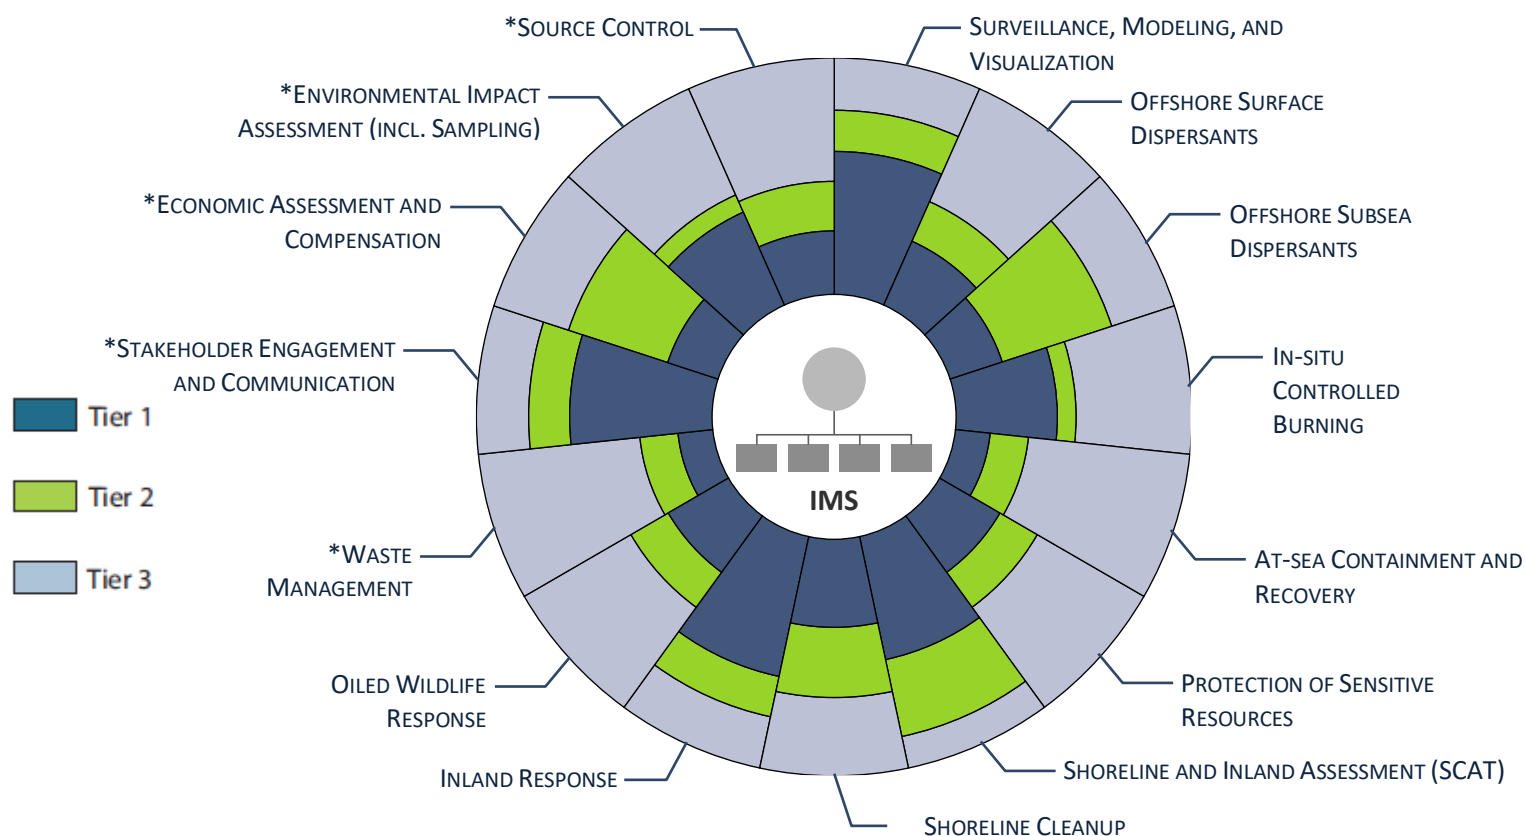 *Source Control
Surveillance, Modeling, and
Visualization
*Environmental Impact
Assessment (incl. Sampling)
Offshore Surface
Dispersants
*Economic Assessment and
Compensation
Offshore Subsea
Dispersants
*Stakeholder Engagement
and Communication
In-situ
Controlled
Burning
Tier 1
Tier 2
Tier 3
IMS
*Waste
Management
At-sea Containment and
Recovery
Oiled Wildlife
Response
Protection of Sensitive
Resources
Inland Response
Shoreline and Inland Assessment (SCAT)
Shoreline Cleanup